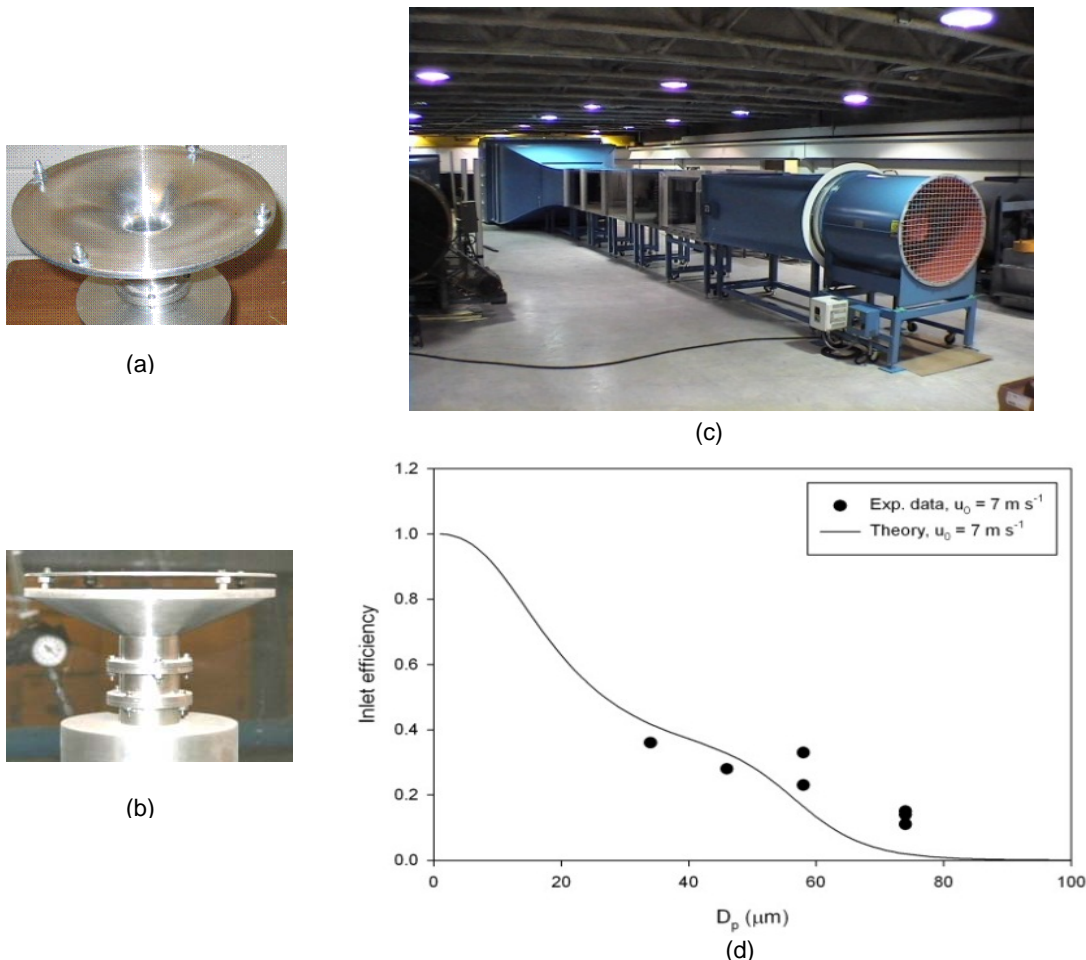 (a)
(c)
(b)
1.2
1.0
0.8
0.6
0.4
0.2
0.0
Inlet efficiency
Exp. data, u₀ = 7 m s⁻¹
Theory, u₀ = 7 m s⁻¹
0 20 40 60 80 100
Dₚ (μm)
(d)